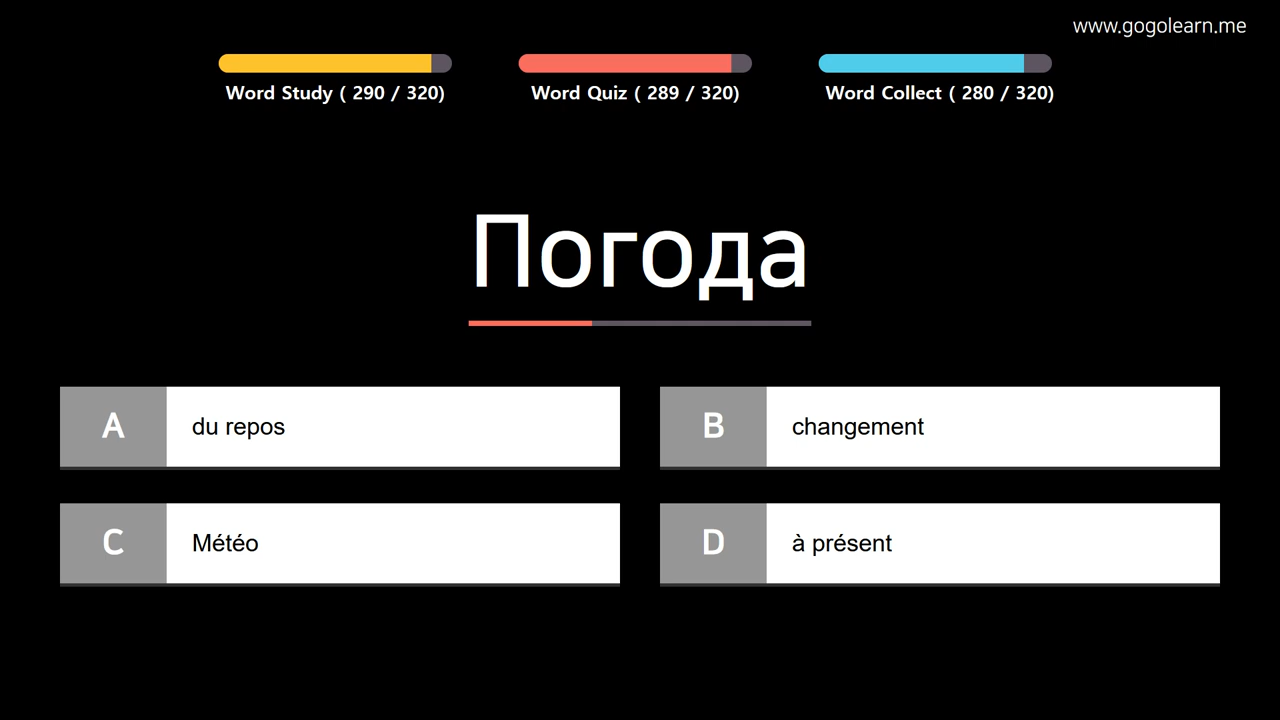 www.gogolearn.me
Word Study ( 290 / 320)
Word Quiz ( 289 / 320)
Word Collect ( 280 / 320)
Погода
A
du repos
B
changement
C
Météo
D
à présent